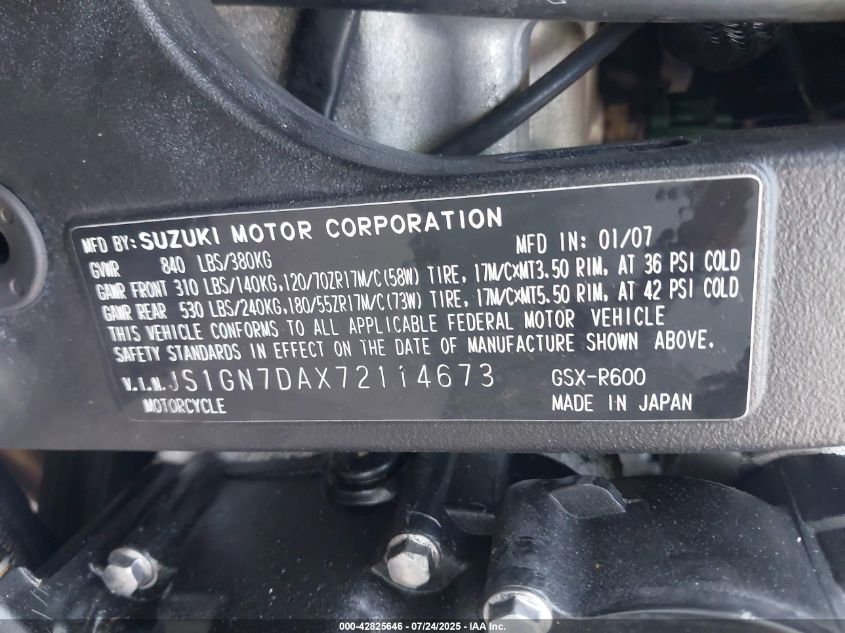 MFD BY: SUZUKI MOTOR CORPORATION MFD IN: 01/07
GVWR 840 LBS/380KG
GAWR FRONT 310 LBS/140KG,120/70ZR17M/C(58W) TIRE, 17M/CXMT3.50 RIM, AT 36 PSI COLD
GAWR REAR 530 LBS/240KG,180/55ZR17M/C(73W) TIRE, 17M/CXMT5.50 RIM, AT 42 PSI COLD
THIS VEHICLE CONFORMS TO ALL APPLICABLE FEDERAL MOTOR VEHICLE
SAFETY STANDARDS IN EFFECT ON THE DATE OF MANUFACTURE SHOWN ABOVE.
V.I.N. JS1GN7DAX721i4673 GSX-R600
MOTORCYCLE MADE IN JAPAN
000-42825646 - 07/24/2025 - IAA Inc.